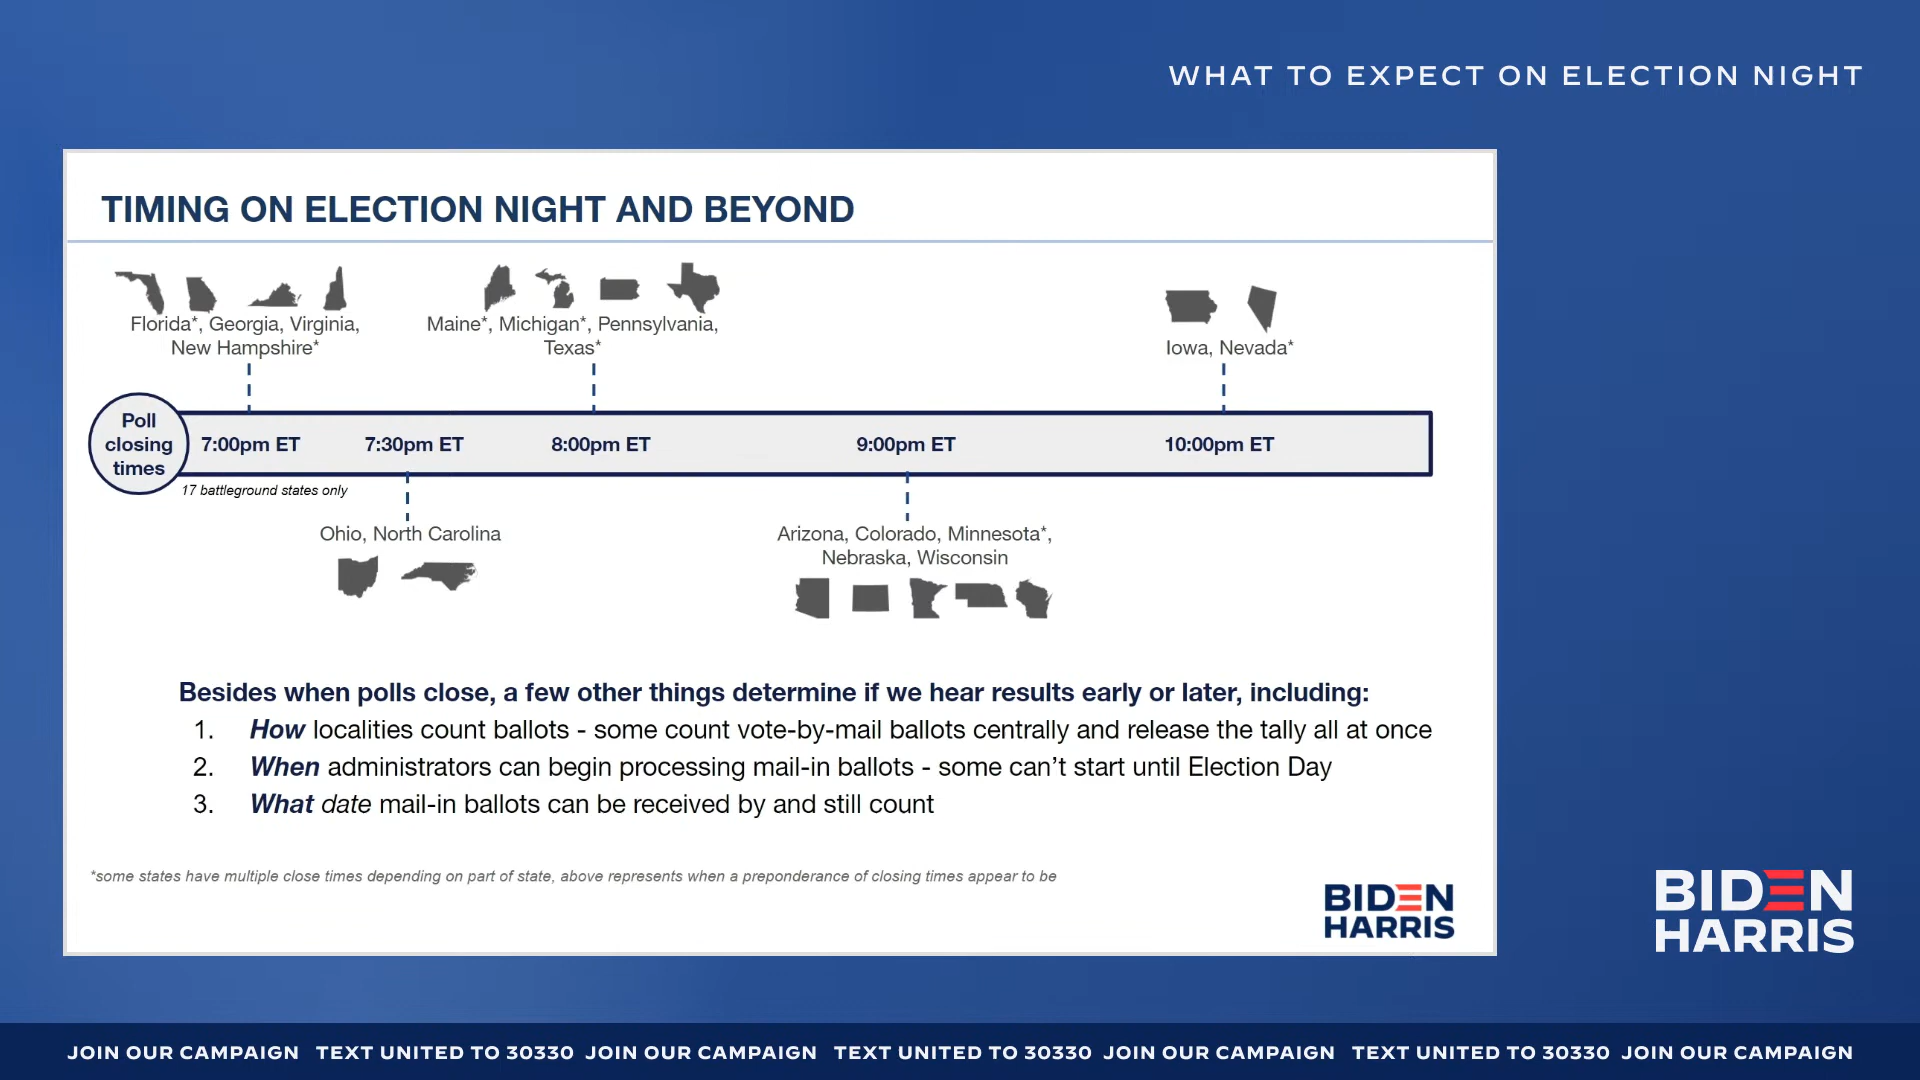 WHAT TO EXPECT ON ELECTION NIGHT
TIMING ON ELECTION NIGHT AND BEYOND
Florida*, Georgia, Virginia,
New Hampshire*
Maine*, Michigan*, Pennsylvania,
Texas*
Iowa, Nevada*
Poll
closing
times
7:00pm ET
7:30pm ET
8:00pm ET
9:00pm ET
10:00pm ET
17 battleground states only
Ohio, North Carolina
Arizona, Colorado, Minnesota*,
Nebraska, Wisconsin
Besides when polls close, a few other things determine if we hear results early or later, including:
1. How localities count ballots - some count vote-by-mail ballots centrally and release the tally all at once
2. When administrators can begin processing mail-in ballots - some can’t start until Election Day
3. What date mail-in ballots can be received by and still count
*some states have multiple close times depending on part of state, above represents when a preponderance of closing times appear to be
BIDEN
HARRIS
BIDEN
HARRIS
JOIN OUR CAMPAIGN TEXT UNITED TO 30330 JOIN OUR CAMPAIGN TEXT UNITED TO 30330 JOIN OUR CAMPAIGN TEXT UNITED TO 30330 JOIN OUR CAMPAIGN